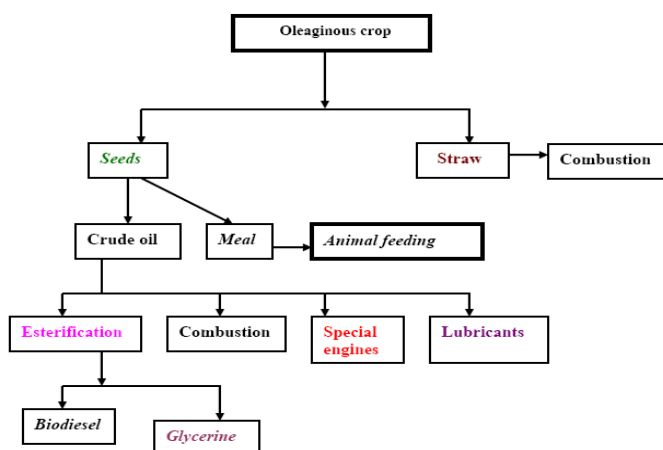 Oleaginous crop
Seeds
Straw
Combustion
Crude oil
Meal
Animal feeding
Esterification
Combustion
Special
engines
Lubricants
Biodiesel
Glycerine